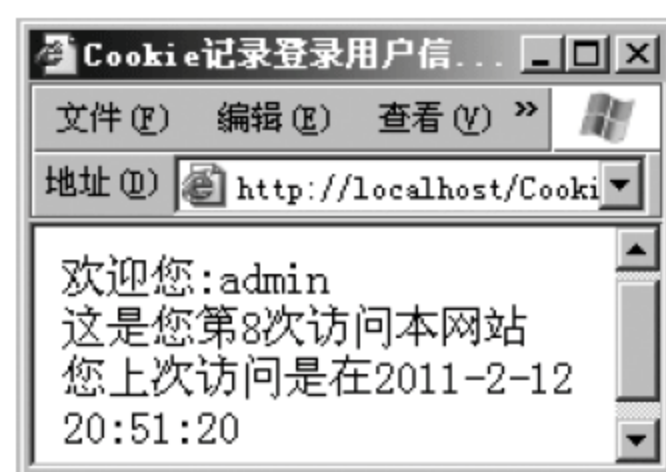 Cookie记录登录用户信...
文件(F) 编辑(E) 查看(V) »
地址(D) http://localhost/Cooki
欢迎您:admin
这是您第8次访问本网站
您上次访问是在2011-2-12
20:51:20